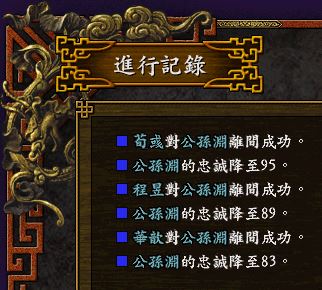 進行記錄
荀彧對公孫淵離間成功。
公孫淵的忠誠降至95。
程昱對公孫淵離間成功。
公孫淵的忠誠降至89。
華歆對公孫淵離間成功。
公孫淵的忠誠降至83。